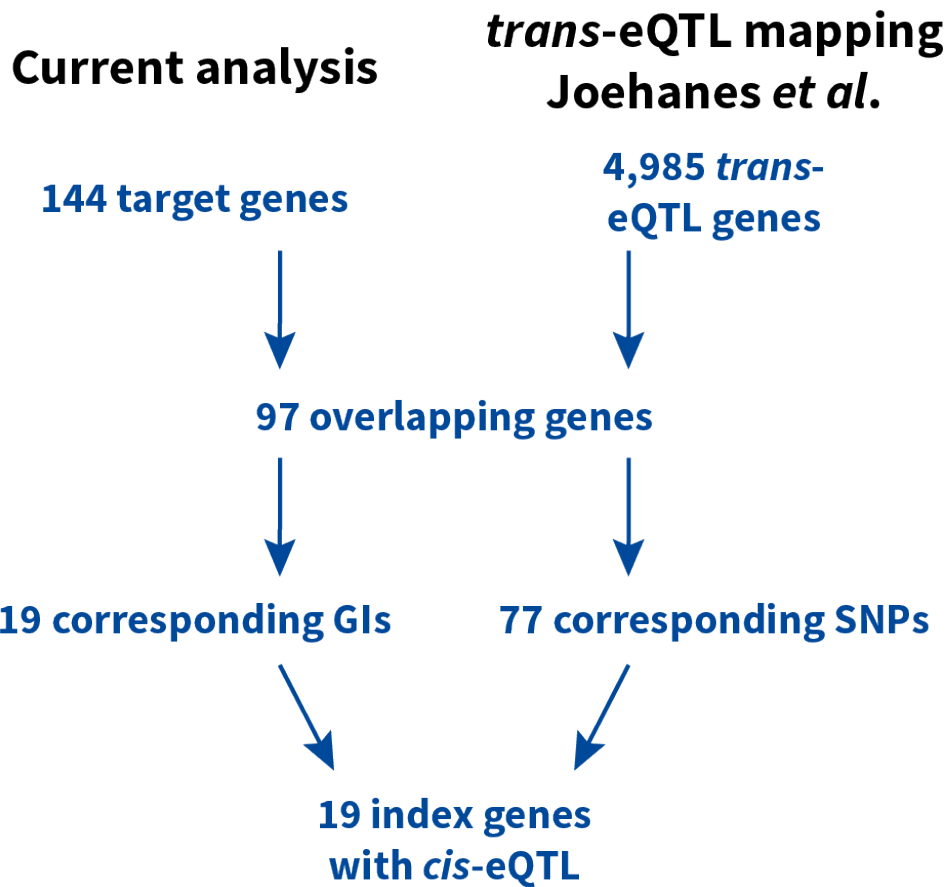 Current analysis
trans-eQTL mapping
Joehanes et al.
144 target genes
4,985 trans-
eQTL genes
97 overlapping genes
19 corresponding GIs
77 corresponding SNPs
19 index genes
with cis-eQTL